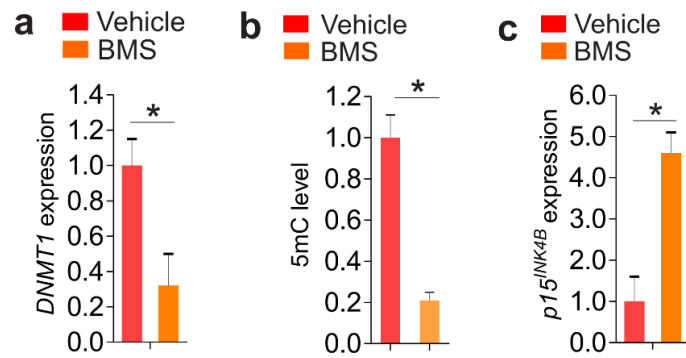 a
Vehicle
BMS
DNMT1 expression
1.4
1.2
1.0
0.8
0.6
0.4
0.2
0.0
*
b
Vehicle
BMS
5mC level
1.2
1.0
0.8
0.6
0.4
0.2
0.0
*
c
Vehicle
BMS
p15^INK4B expression
6.0
5.0
4.0
3.0
2.0
1.0
0.0
*